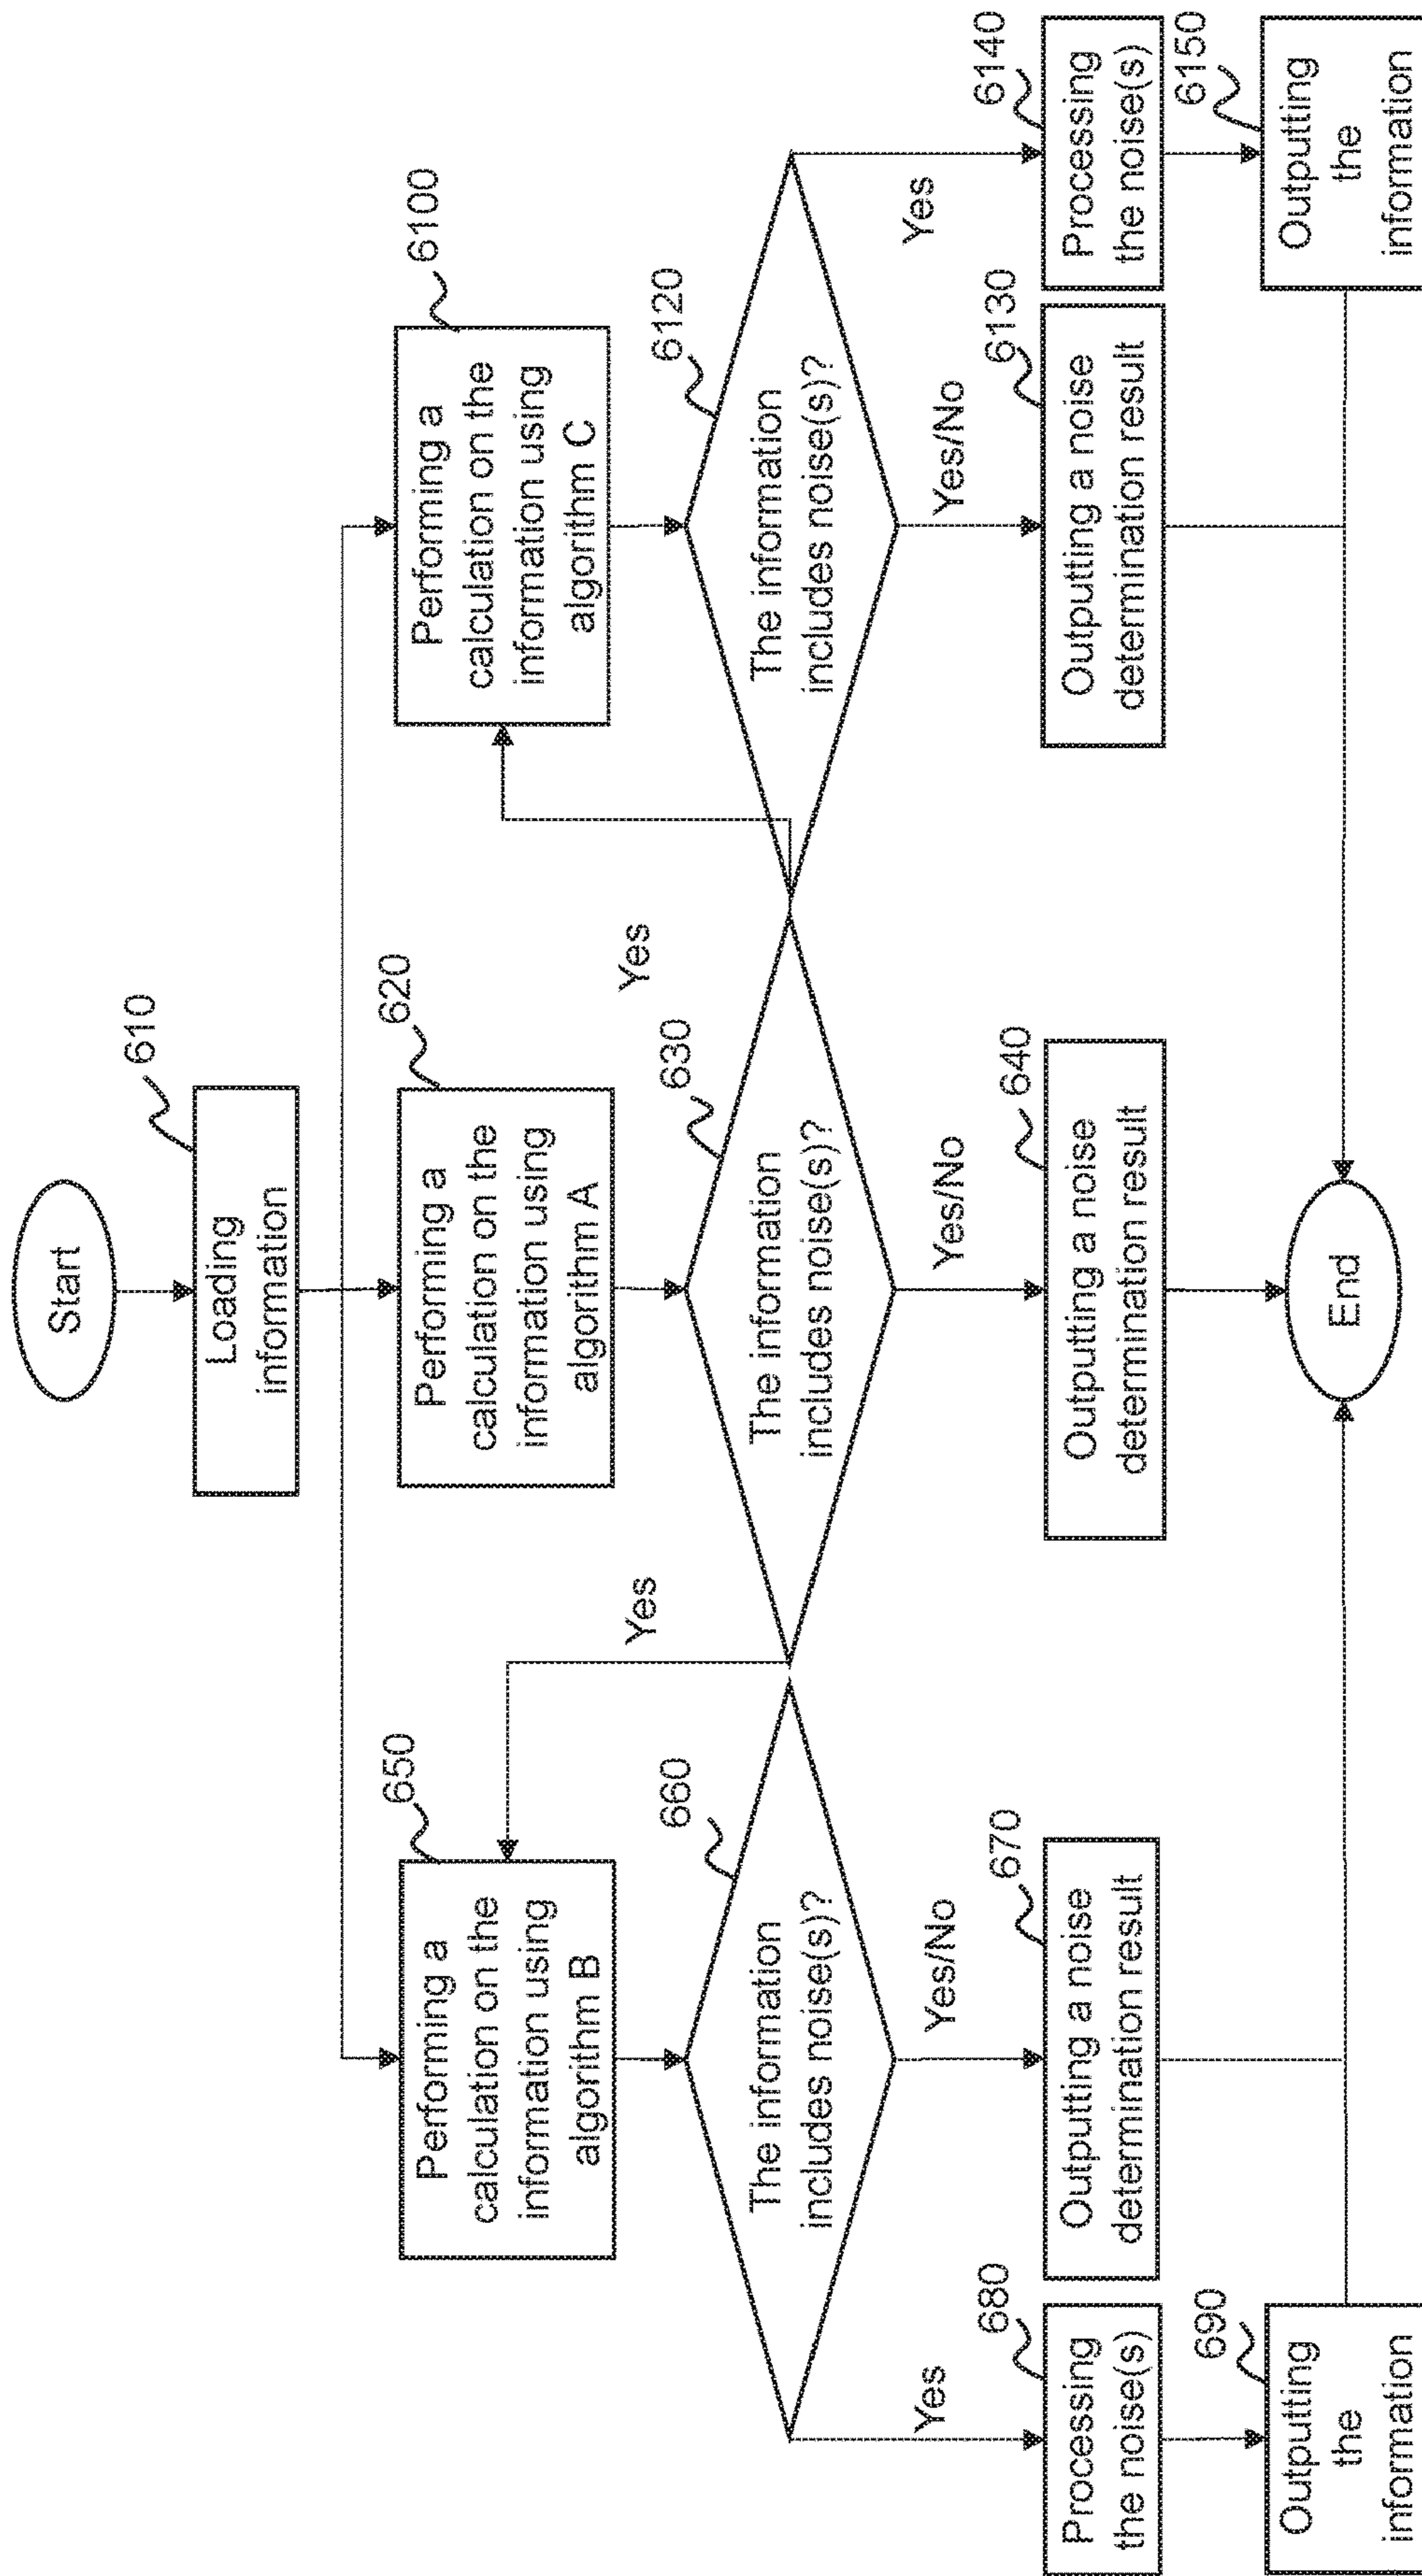 Start
610
Loading
information
650
Performing a
calculation on the
information using
algorithm B
620
Performing a
calculation on the
information using
algorithm A
6100
Performing a
calculation on the
information using
algorithm C
Yes
Yes
660
The information
includes noise(s)?
630
The information
includes noise(s)?
6120
The information
includes noise(s)?
Yes
Yes/No
Yes/No
Yes/No
Yes
680
Processing
the noise(s)
670
Outputting a noise
determination result
640
Outputting a noise
determination result
6130
Outputting a noise
determination result
6140
Processing
the noise(s)
690
Outputting
the
information
End
6150
Outputting
the
information